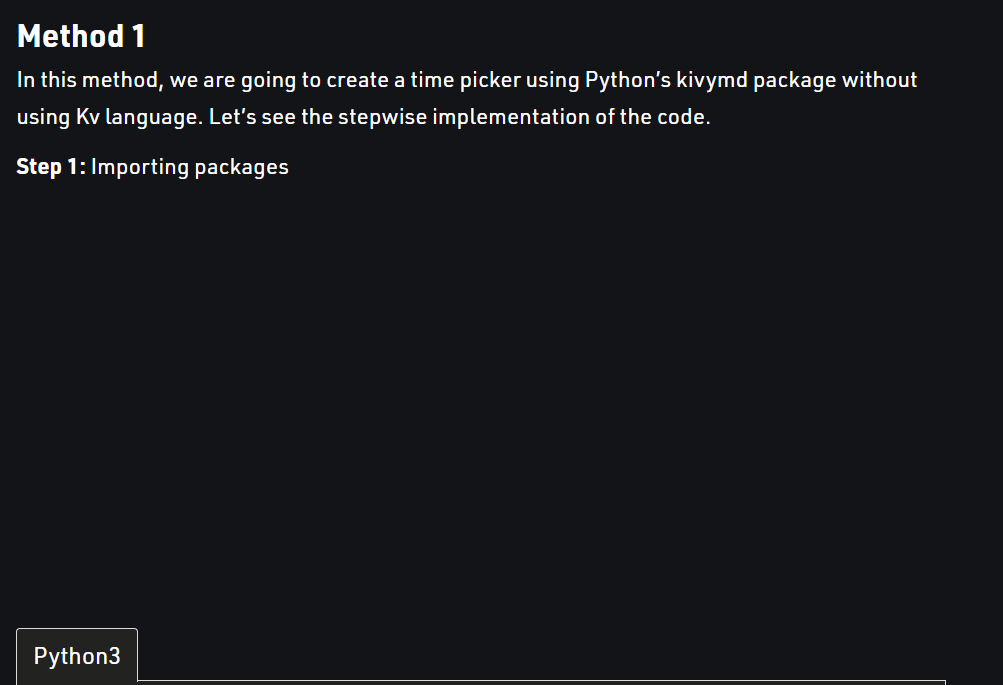 Method 1
In this method, we are going to create a time picker using Python’s kivymd package without
using Kv language. Let’s see the stepwise implementation of the code.
Step 1: Importing packages
Python3